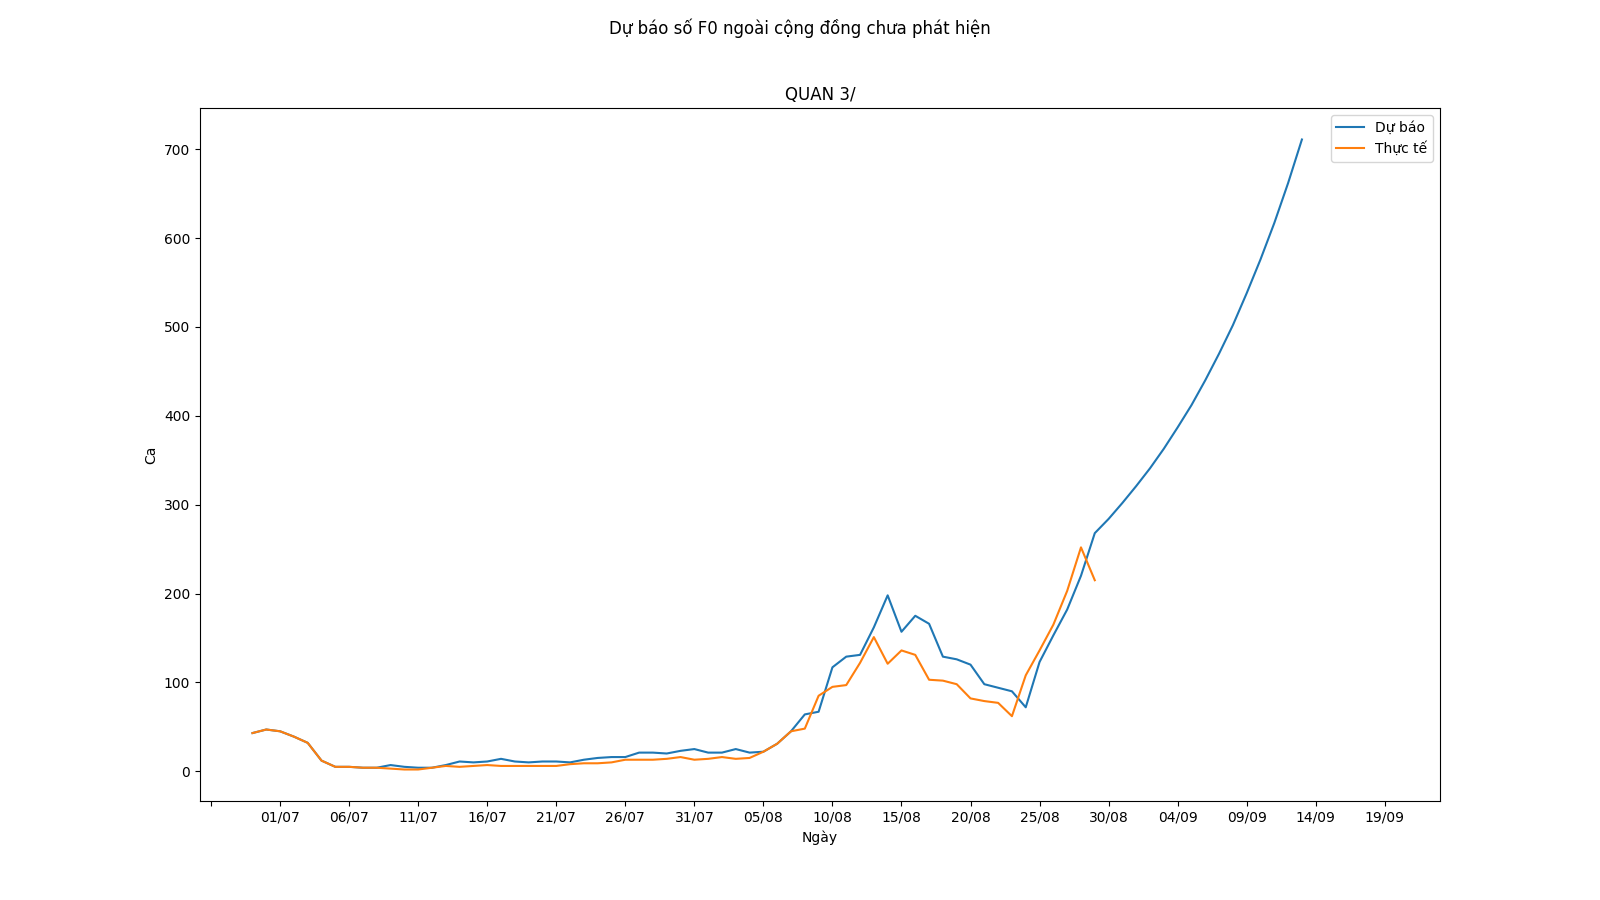 Dự báo số F0 ngoài cộng đồng chưa phát hiện
QUAN 3/
Dự báo
Thực tế
700
600
500
400
300
200
100
0
Ca
01/07 06/07 11/07 16/07 21/07 26/07 31/07 05/08 10/08 15/08 20/08 25/08 30/08 04/09 09/09 14/09 19/09
Ngày